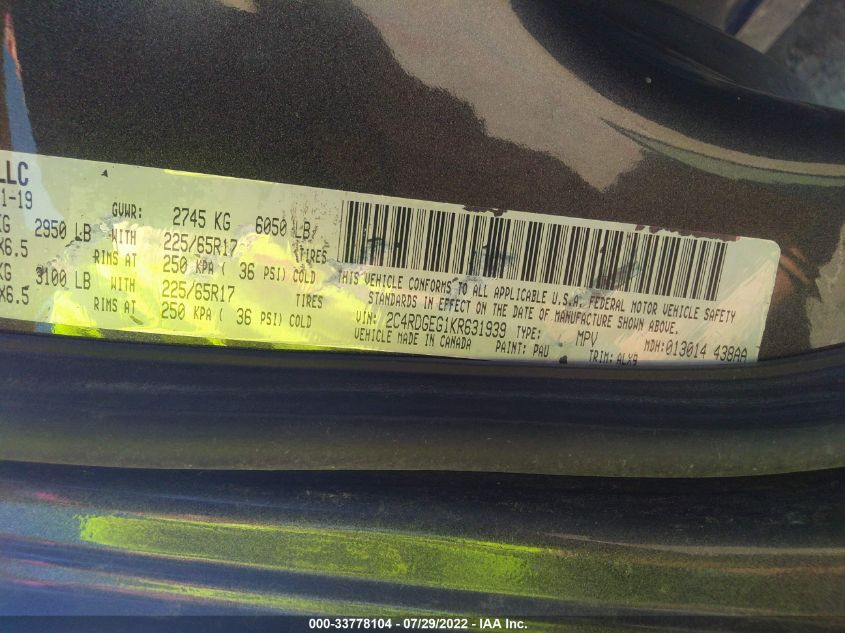 LLC
1-19
GVWR: 2745 KG 6050 LB
KG 2950 LB WITH 225/65R17 TIRES
X6.5 RIMS AT 250 KPA ( 36 PSI) COLD
KG 3100 LB WITH 225/65R17 TIRES
X6.5 RIMS AT 250 KPA ( 36 PSI) COLD
THIS VEHICLE CONFORMS TO ALL APPLICABLE U.S.A. FEDERAL MOTOR VEHICLE SAFETY
STANDARDS IN EFFECT ON THE DATE OF MANUFACTURE SHOWN ABOVE.
VIN: 2C4RDGEG1KR631939 TYPE: MPV MDH:013014 438AA
VEHICLE MADE IN CANADA PAINT: PAU TRIM: ALX9
000-33778104 - 07/29/2022 - IAA Inc.